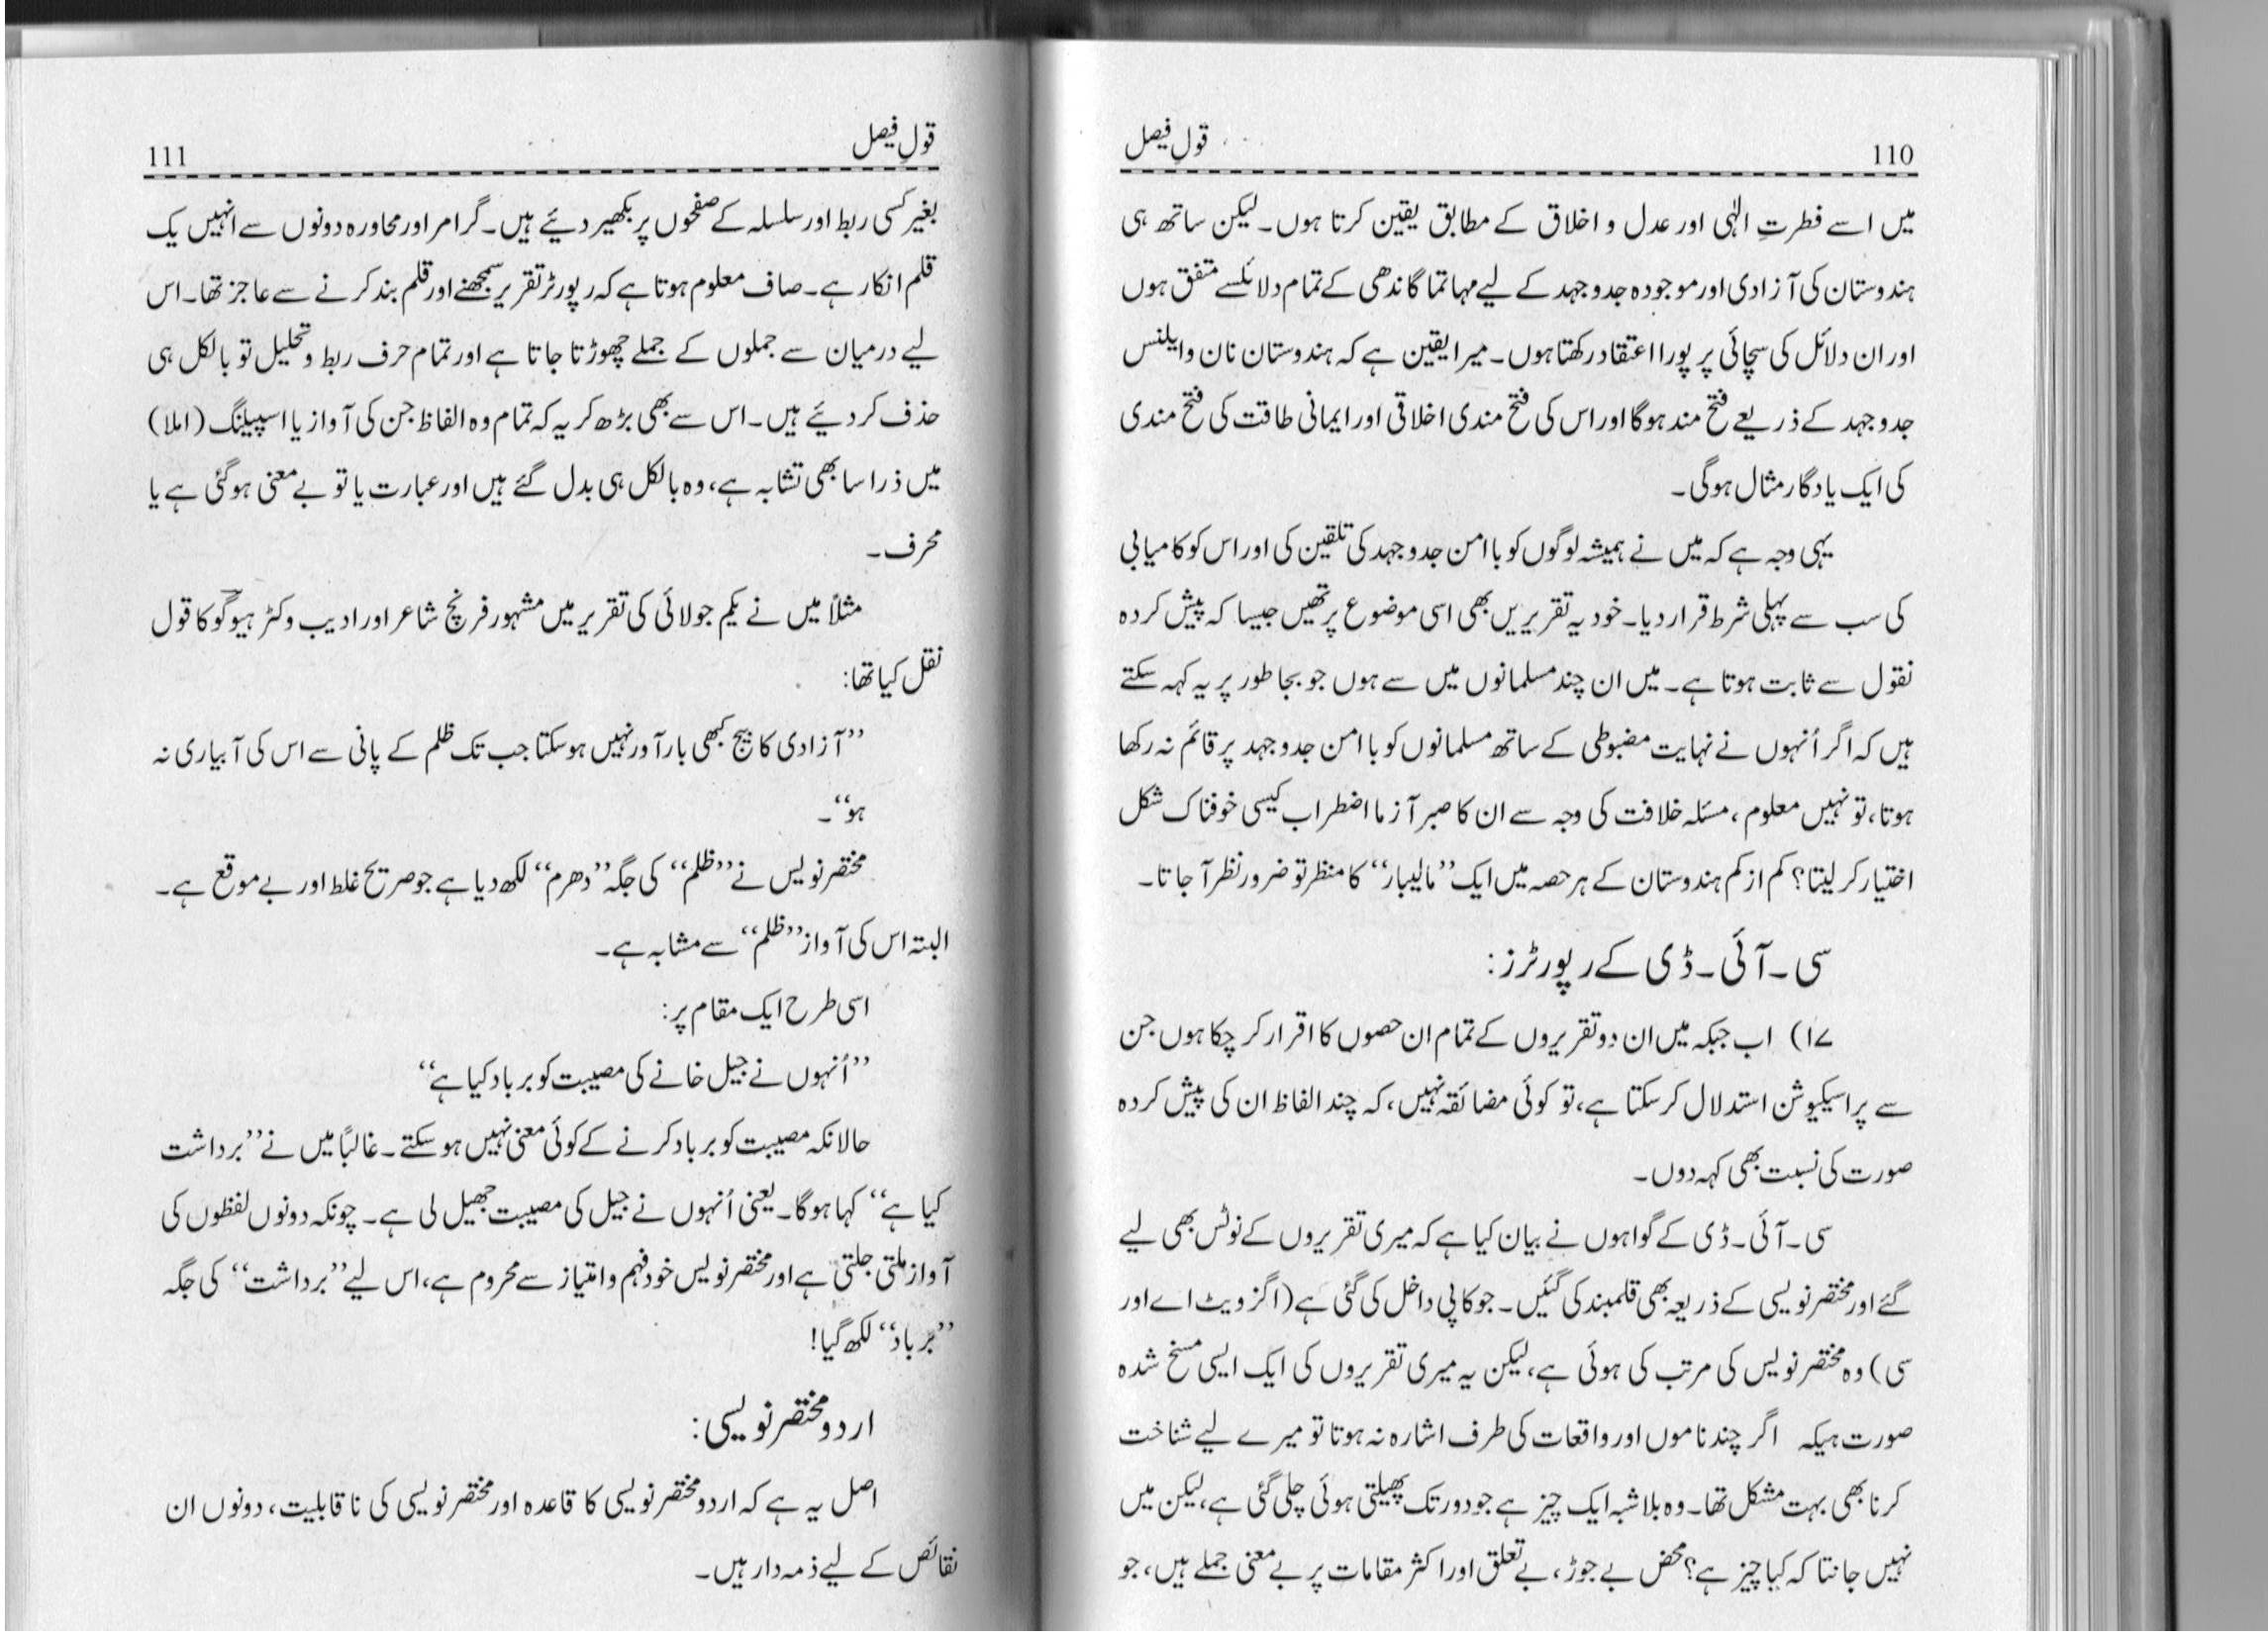 110 قولِ فیصل
میں اسے فطرتِ الٰہی اور عدل و اخلاق کے مطابق یقین کرتا ہوں۔ لیکن ساتھ ہی
ہندوستان کی آزادی اور موجودہ جدوجہد کے لیے مہاتما گاندھی کے تمام دلائلسے متفق ہوں
اور ان دلائل کی سچائی پر پورا اعتقاد رکھتا ہوں۔ میرا یقین ہے کہ ہندوستان نان وایلنس
جدوجہد کے ذریعے فتح مند ہوگا اور اس کی فتح مندی اخلاقی اور ایمانی طاقت کی فتح مندی
کی ایک یادگار مثال ہوگی۔
یہی وجہ ہے کہ میں نے ہمیشہ لوگوں کو باامن جدوجہد کی تلقین کی اور اس کو کامیابی
کی سب سے پہلی شرط قرار دیا۔ خود یہ تقریریں بھی اسی موضوع پر تھیں جیسا کہ پیش کردہ
نقول سے ثابت ہوتا ہے۔ میں ان چند مسلمانوں میں سے ہوں جو بجا طور پر یہ کہہ سکتے
ہیں کہ اگر اُنہوں نے نہایت مضبوطی کے ساتھ مسلمانوں کو باامن جدوجہد پر قائم نہ رکھا
ہوتا، تو نہیں معلوم، مسئلہ خلافت کی وجہ سے ان کا صبر آزما اضطراب کیسی خوفناک شکل
اختیار کر لیتا؟ کم از کم ہندوستان کے ہر حصہ میں ایک ’’مالیبار‘‘ کا منظر تو ضرور نظر آ جاتا۔
سی۔ آئی۔ ڈی کے رپورٹرز:
۱۷) اب جبکہ میں ان دو تقریروں کے تمام ان حصوں کا اقرار کر چکا ہوں جن
سے پراسیکیوشن استدلال کر سکتا ہے، تو کوئی مضائقہ نہیں، کہ چند الفاظ ان کی پیش کردہ
صورت کی نسبت بھی کہہ دوں۔
سی۔ آئی۔ ڈی کے گواہوں نے بیان کیا ہے کہ میری تقریروں کے نوٹس بھی لیے
گئے اور مختصر نویسی کے ذریعہ بھی قلمبند کی گئیں۔ جو کاپی داخل کی گئی ہے (اگزویٹ اے اور
سی) وہ مختصر نویس کی مرتب کی ہوئی ہے، لیکن یہ میری تقریروں کی ایک ایسی مسخ شدہ
صورت ہیکہ اگر چند ناموں اور واقعات کی طرف اشارہ نہ ہوتا تو میرے لیے شناخت
کرنا بھی بہت مشکل تھا۔ وہ بلاشبہ ایک چیز ہے جو دور تک پھیلتی ہوئی چلی گئی ہے، لیکن میں
نہیں جانتا کہ کیا چیز ہے؟ محض بے جوڑ، بے تعلق اور اکثر مقامات پر بے معنی جملے ہیں، جو
قولِ فیصل 111
بغیر کسی ربط اور سلسلہ کے صفحوں پر بکھیر دئیے ہیں۔ گرامر اور محاورہ دونوں سے انہیں یک
قلم انکار ہے۔ صاف معلوم ہوتا ہے کہ رپورٹر تقریر سمجھنے اور قلم بند کرنے سے عاجز تھا۔ اس
لیے درمیان سے جملوں کے جملے چھوڑتا جاتا ہے اور تمام حرف ربط و تحلیل تو بالکل ہی
حذف کر دئیے ہیں۔ اس سے بھی بڑھ کر یہ کہ تمام وہ الفاظ جن کی آواز یا اسپیلنگ (املا)
میں ذرا سا بھی تشابہ ہے، وہ بالکل ہی بدل گئے ہیں اور عبارت یا تو بے معنی ہو گئی ہے یا
محرف۔
مثلاً میں نے یکم جولائی کی تقریر میں مشہور فرنچ شاعر اور ادیب وکٹر ہیوگو کا قول
نقل کیا تھا:
’’آزادی کا بیج کبھی بارآور نہیں ہو سکتا جب تک ظلم کے پانی سے اس کی آبیاری نہ
ہو‘‘۔
مختصر نویس نے ’’ظلم‘‘ کی جگہ ’’دھرم‘‘ لکھ دیا ہے جو صریح غلط اور بے موقع ہے۔
البتہ اس کی آواز ’’ظلم‘‘ سے مشابہ ہے۔
اسی طرح ایک مقام پر:
’’اُنہوں نے جیل خانے کی مصیبت کو برباد کیا ہے‘‘
حالانکہ مصیبت کو برباد کرنے کے کوئی معنی نہیں ہو سکتے۔ غالباً میں نے ’’برداشت
کیا ہے‘‘ کہا ہوگا۔ یعنی اُنہوں نے جیل کی مصیبت جھیل لی ہے۔ چونکہ دونوں لفظوں کی
آواز ملتی جلتی ہے اور مختصر نویس خود فہم و امتیاز سے محروم ہے، اس لیے ’’برداشت‘‘ کی جگہ
’’برباد‘‘ لکھ گیا!
اردو مختصر نویسی:
اصل یہ ہے کہ اردو مختصر نویسی کا قاعدہ اور مختصر نویسی کی ناقابلیت، دونوں ان
نقائص کے لیے ذمہ دار ہیں۔